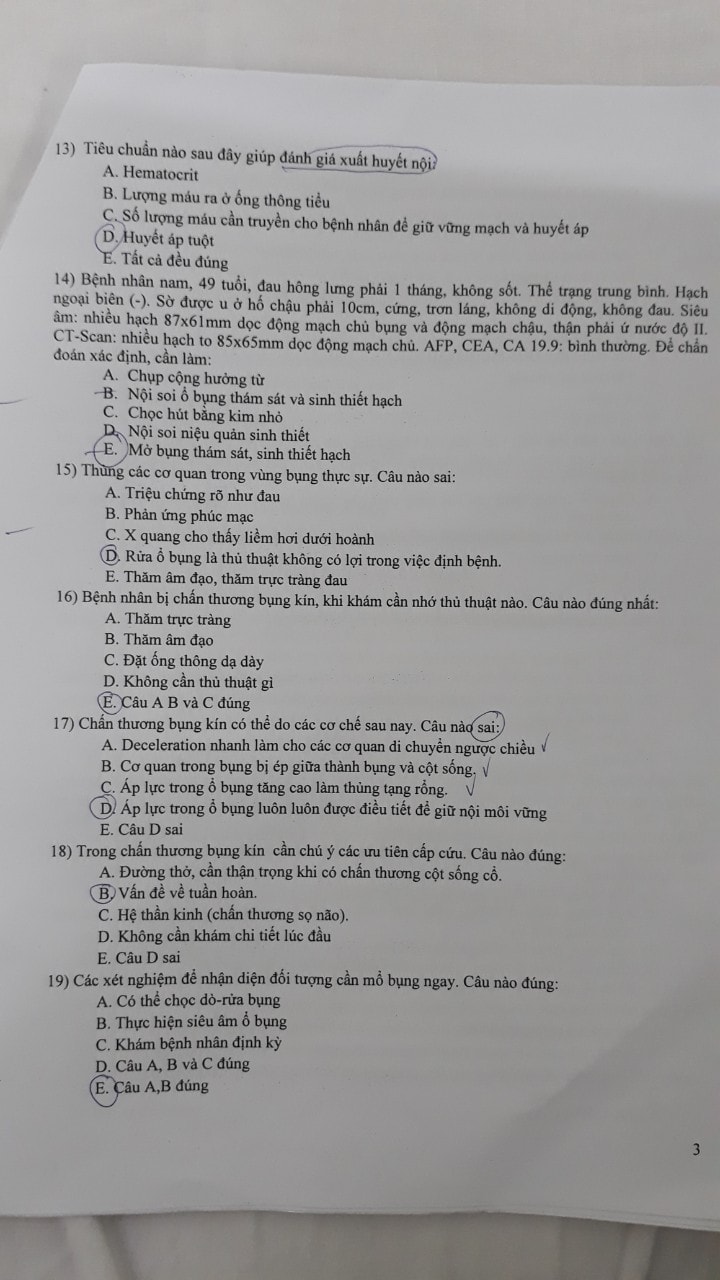 13) Tiêu chuẩn nào sau đây giúp đánh giá xuất huyết nội:
A. Hematocrit
B. Lượng máu ra ở ống thông tiểu
C. Số lượng máu cần truyền cho bệnh nhân để giữ vững mạch và huyết áp
D. Huyết áp tuột
E. Tất cả đều đúng
14) Bệnh nhân nam, 49 tuổi, đau hông lưng phải 1 tháng, không sốt. Thể trạng trung bình. Hạch
ngoại biên (-). Sờ được u ở hố chậu phải 10cm, cứng, trơn láng, không di động, không đau. Siêu
âm: nhiều hạch 87x61mm dọc động mạch chủ bụng và động mạch chậu, thận phải ứ nước độ II.
CT-Scan: nhiều hạch to 85x65mm dọc động mạch chủ. AFP, CEA, CA 19.9: bình thường. Để chẩn
đoán xác định, cần làm:
A. Chụp cộng hưởng từ
B. Nội soi ổ bụng thám sát và sinh thiết hạch
C. Chọc hút bằng kim nhỏ
D. Nội soi niệu quản sinh thiết
E. Mở bụng thám sát, sinh thiết hạch
15) Thủng các cơ quan trong vùng bụng thực sự. Câu nào sai:
A. Triệu chứng rõ như đau
B. Phản ứng phúc mạc
C. X quang cho thấy liềm hơi dưới hoành
D. Rửa ổ bụng là thủ thuật không có lợi trong việc định bệnh.
E. Thăm âm đạo, thăm trực tràng đau
16) Bệnh nhân bị chấn thương bụng kín, khi khám cần nhớ thủ thuật nào. Câu nào đúng nhất:
A. Thăm trực tràng
B. Thăm âm đạo
C. Đặt ống thông dạ dày
D. Không cần thủ thuật gì
E. Câu A B và C đúng
17) Chấn thương bụng kín có thể do các cơ chế sau nay. Câu nào sai:
A. Deceleration nhanh làm cho các cơ quan di chuyển ngược chiều
B. Cơ quan trong bụng bị ép giữa thành bụng và cột sống.
C. Áp lực trong ổ bụng tăng cao làm thủng tạng rổng.
D. Áp lực trong ổ bụng luôn luôn được điều tiết để giữ nội môi vững
E. Câu D sai
18) Trong chấn thương bụng kín cần chú ý các ưu tiên cấp cứu. Câu nào đúng:
A. Đường thở, cẩn thận trọng khi có chấn thương cột sống cổ.
B. Vấn đề về tuần hoàn.
C. Hệ thần kinh (chấn thương sọ não).
D. Không cần khám chi tiết lúc đầu
E. Câu D sai
19) Các xét nghiệm để nhận diện đối tượng cần mổ bụng ngay. Câu nào đúng:
A. Có thể chọc dò-rửa bụng
B. Thực hiện siêu âm ổ bụng
C. Khám bệnh nhân định kỳ
D. Câu A, B và C đúng
E. Câu A,B đúng
3